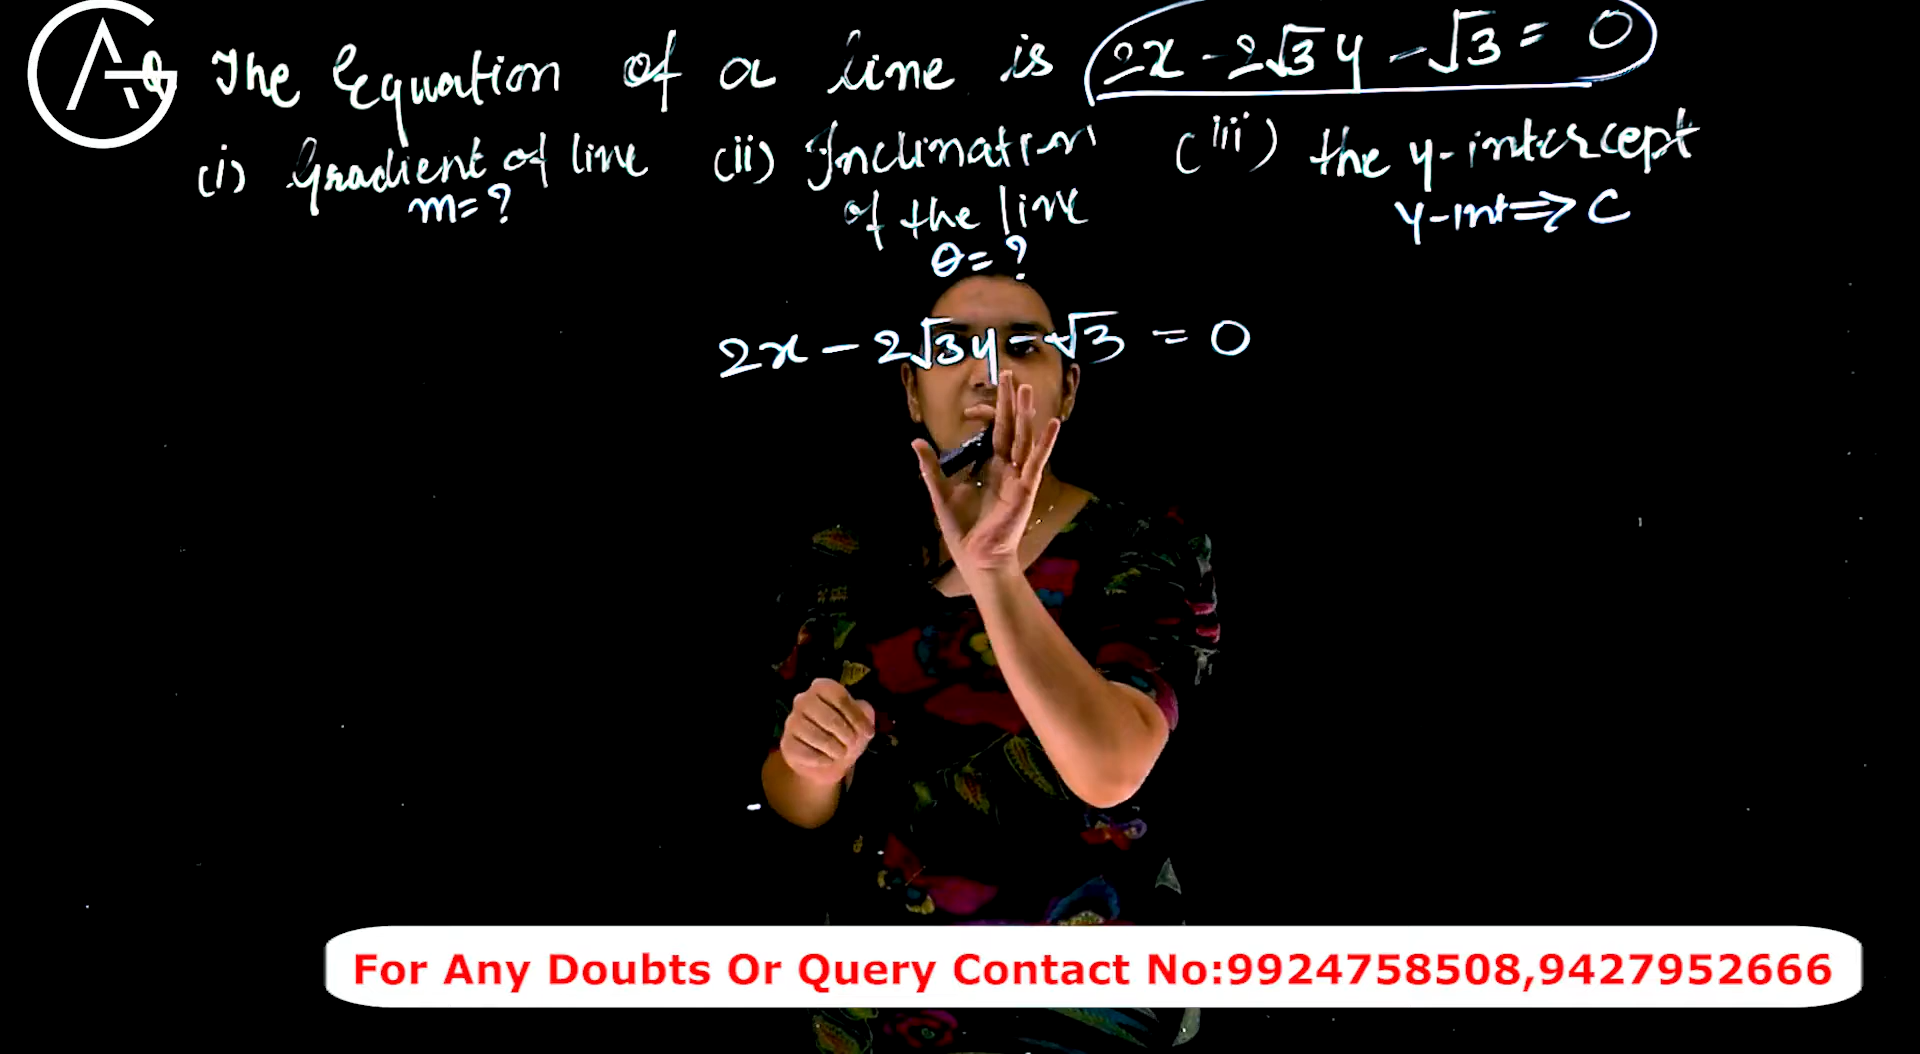 Q The Equation of a line is 2x - 2√3 y - √3 = 0
(i) Gradient of line (ii) Inclination of the line (iii) the y-intercept
m = ? θ = ? y-int ⇒ C
2x - 2√3y - √3 = 0
For Any Doubts Or Query Contact No:9924758508,9427952666